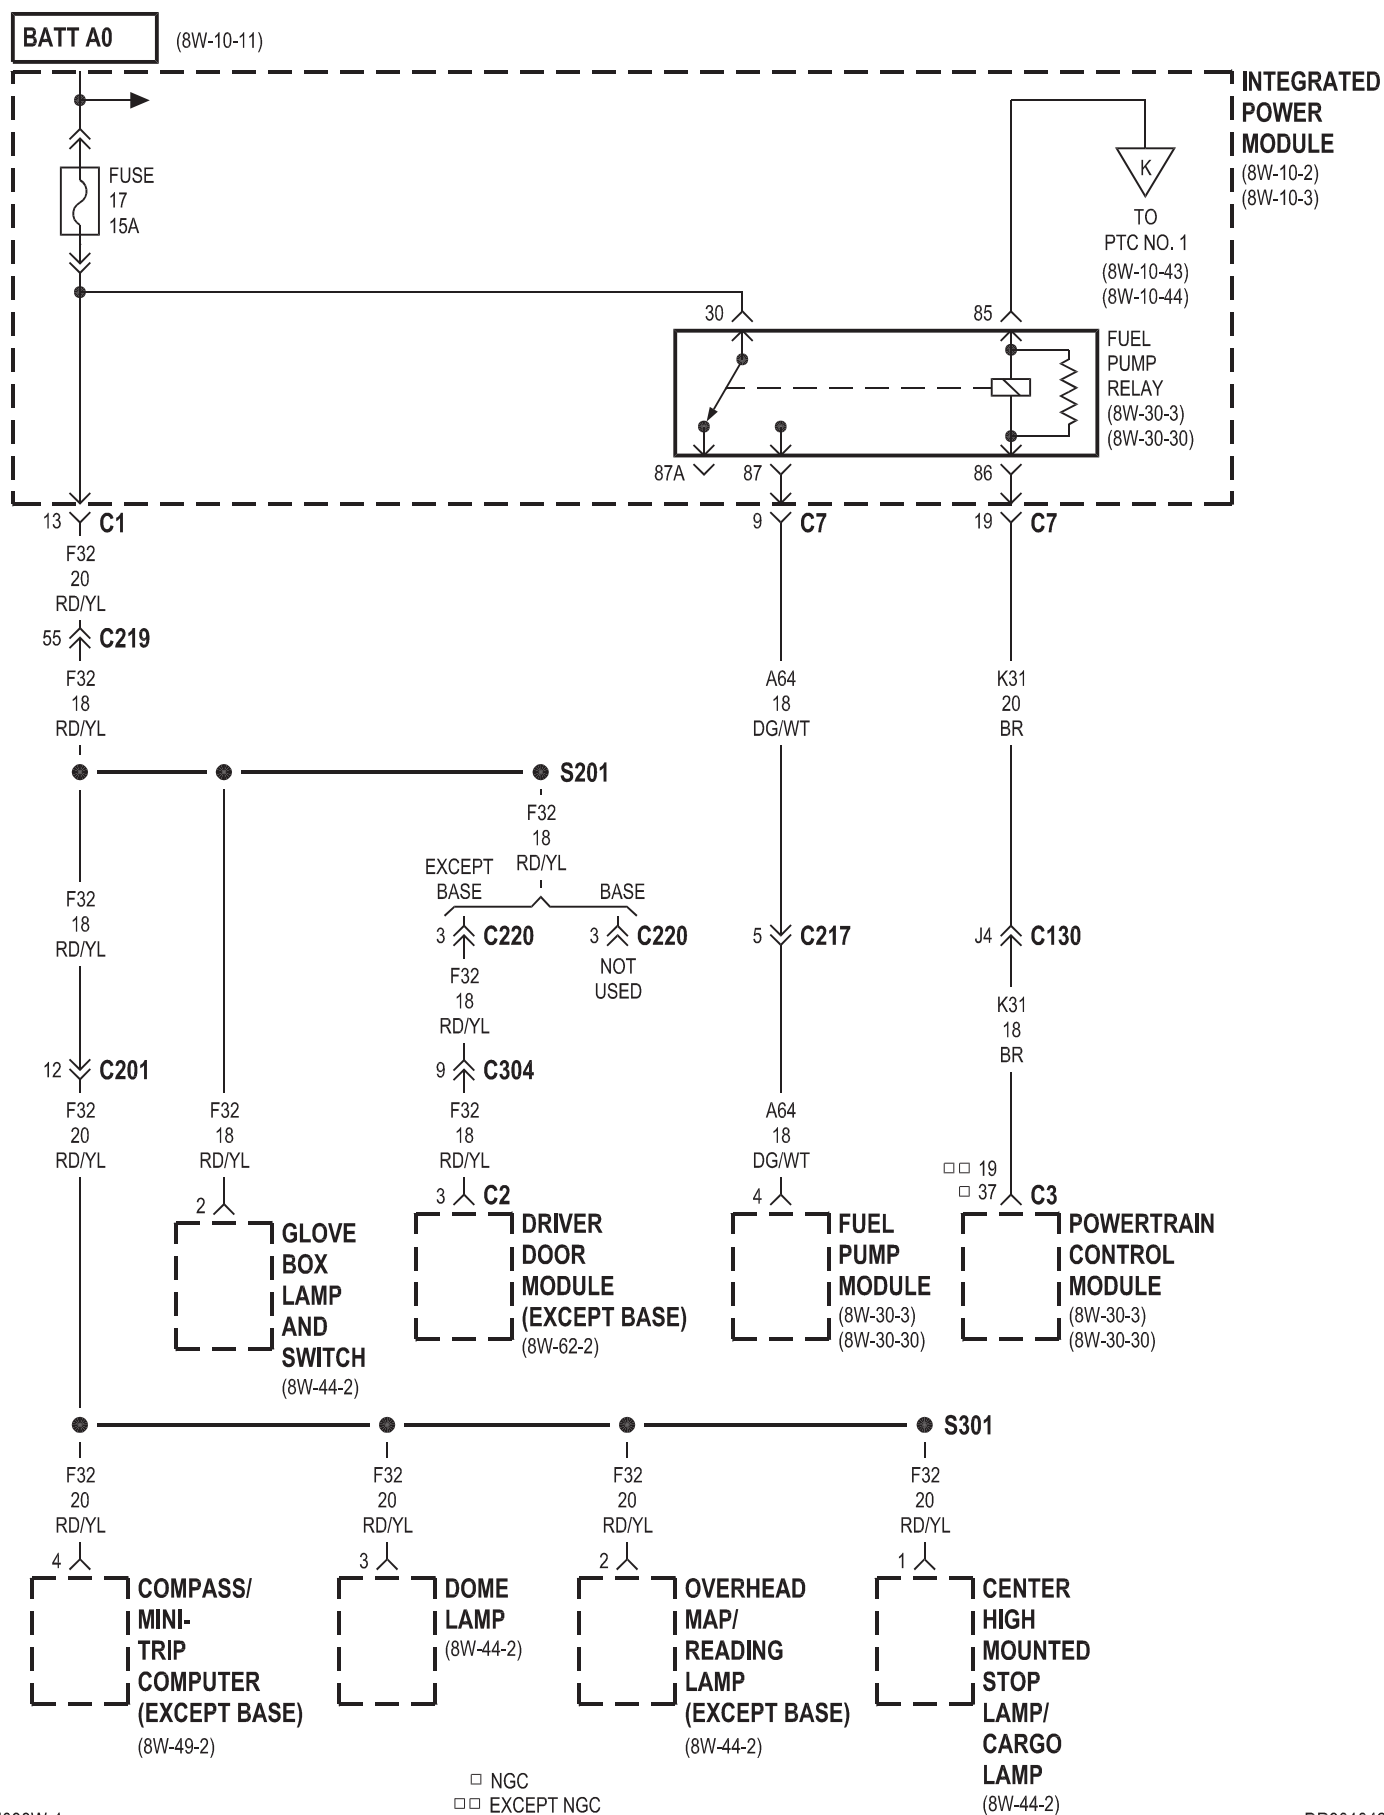 BATT A0
(8W-10-11)
INTEGRATED
POWER
MODULE
(8W-10-2)
(8W-10-3)
FUSE
17
15A
K
TO
PTC NO. 1
(8W-10-43)
(8W-10-44)
30
85
FUEL
PUMP
RELAY
(8W-30-3)
(8W-30-30)
87A
87
86
13 C1
9 C7
19 C7
F32
20
RD/YL
55 C219
F32
18
RD/YL
A64
18
DG/WT
K31
20
BR
S201
F32
18
RD/YL
EXCEPT
BASE
BASE
F32
18
RD/YL
3 C220
3 C220
NOT
USED
5 C217
J4 C130
F32
18
RD/YL
K31
18
BR
12 C201
9 C304
F32
20
RD/YL
F32
18
RD/YL
F32
18
RD/YL
A64
18
DG/WT
□□ 19
□ 37
C3
2
3 C2
4
GLOVE
BOX
LAMP
AND
SWITCH
(8W-44-2)
DRIVER
DOOR
MODULE
(EXCEPT BASE)
(8W-62-2)
FUEL
PUMP
MODULE
(8W-30-3)
(8W-30-30)
POWERTRAIN
CONTROL
MODULE
(8W-30-3)
(8W-30-30)
S301
F32
20
RD/YL
F32
20
RD/YL
F32
20
RD/YL
F32
20
RD/YL
4
3
2
1
COMPASS/
MINI-
TRIP
COMPUTER
(EXCEPT BASE)
(8W-49-2)
DOME
LAMP
(8W-44-2)
OVERHEAD
MAP/
READING
LAMP
(EXCEPT BASE)
(8W-44-2)
CENTER
HIGH
MOUNTED
STOP
LAMP/
CARGO
LAMP
(8W-44-2)
□ NGC
□□ EXCEPT NGC